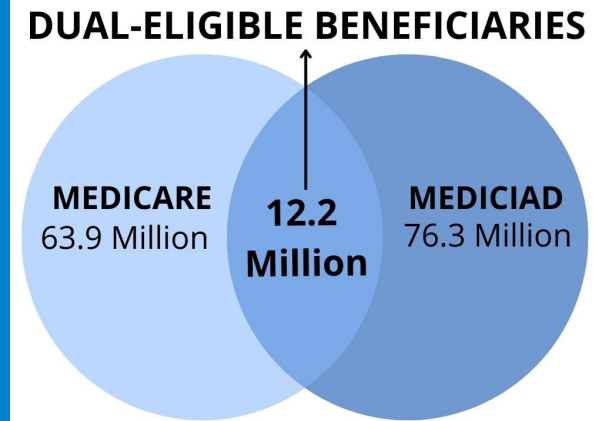 DUAL-ELIGIBLE BENEFICIARIES
MEDICARE
63.9 Million
12.2
Million
MEDICIAD
76.3 Million